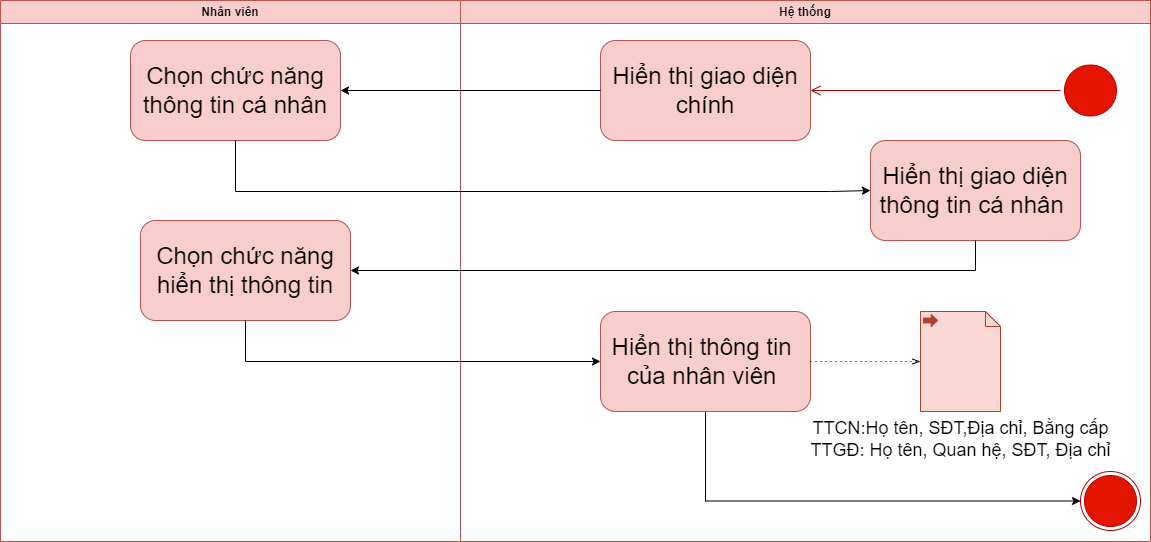 Nhân viên
Hệ thống
Chọn chức năng
thông tin cá nhân
Hiển thị giao diện
chính
Hiển thị giao diện
thông tin cá nhân
Chọn chức năng
hiển thị thông tin
Hiển thị thông tin
của nhân viên
TTCN:Họ tên, SĐT,Địa chỉ, Bằng cấp
TTGĐ: Họ tên, Quan hệ, SĐT, Địa chỉ